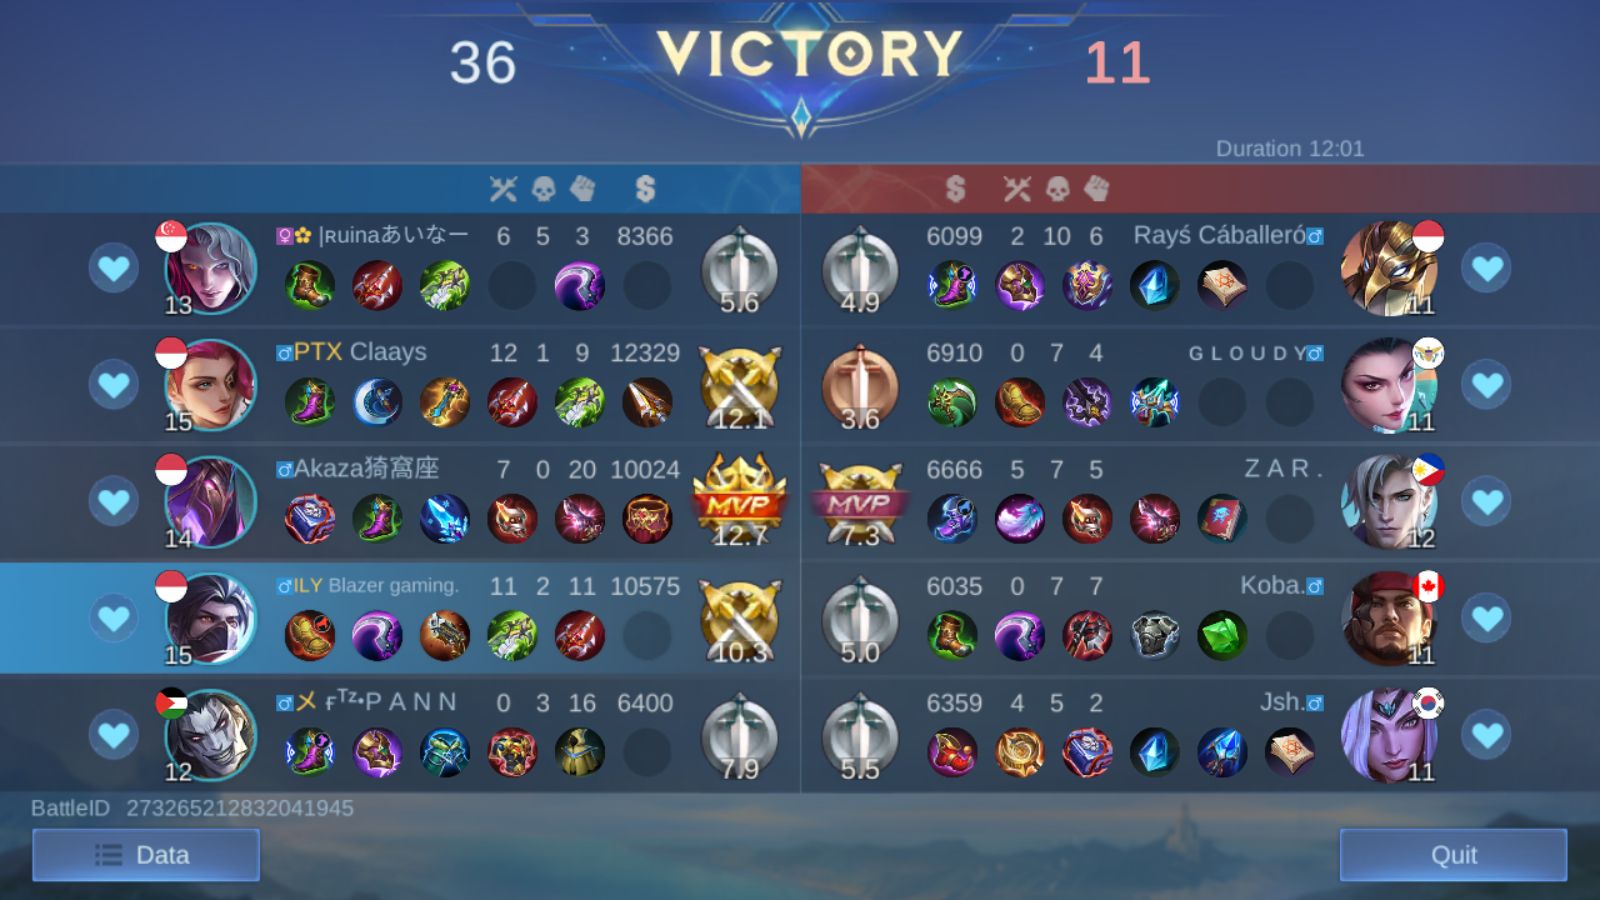 36 VICTORY 11
Duration 12:01
|ʀuinaあいなー 6 5 3 8366
13 5.6
6099 2 10 6 Rayś Cáballeró
4.9 11
PTX Claays 12 1 9 12329
15 12.1
6910 0 7 4 G L O U D Y
3.6 11
Akaza猗窩座 7 0 20 10024
MVP
14 12.7
6666 5 7 5 Z A R .
MVP
7.3 12
ILY Blazer gaming. 11 2 11 10575
15 10.3
6035 0 7 7 Koba.
5.0 11
メ ғᵀᶻ•P A N N 0 3 16 6400
12 7.9
6359 4 5 2 Jsh.
5.5 11
BattleID 273265212832041945
Data
Quit